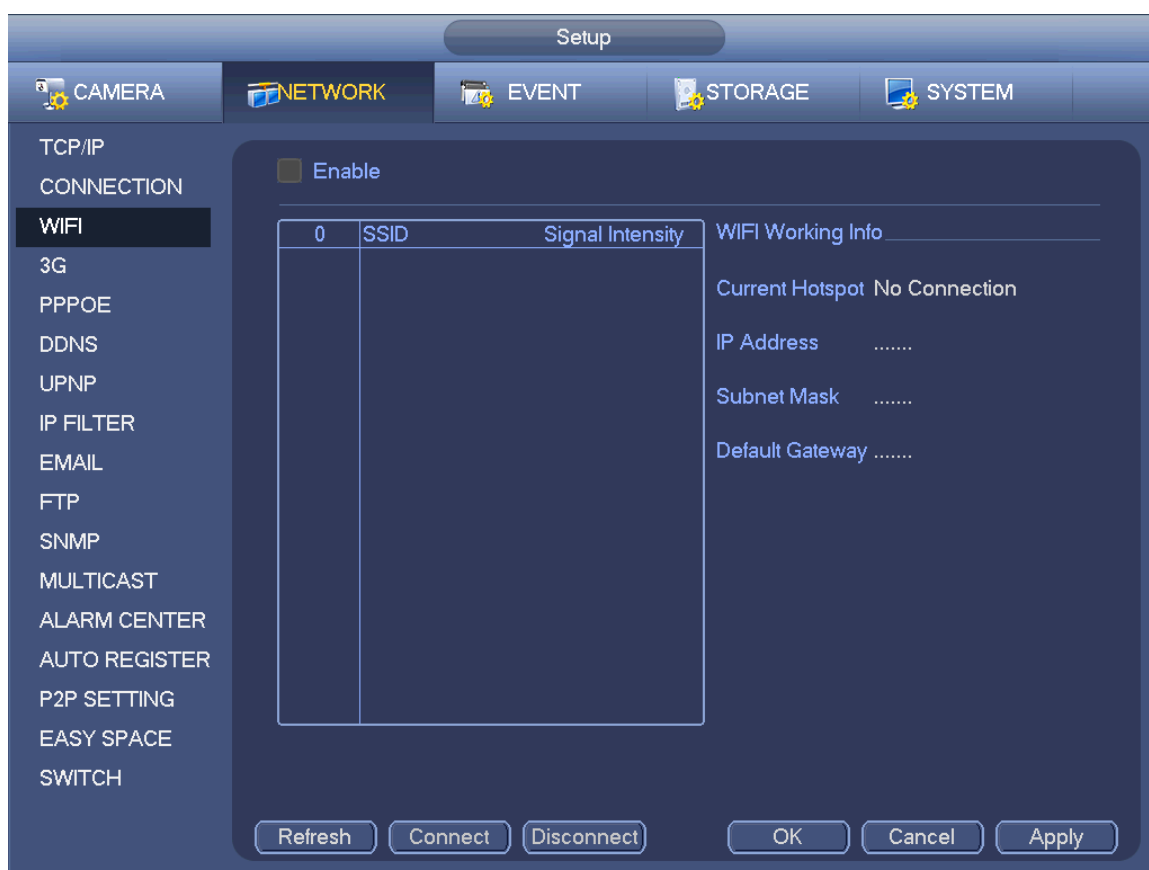 Setup
CAMERA NETWORK EVENT STORAGE SYSTEM
TCP/IP
CONNECTION
WIFI
3G
PPPOE
DDNS
UPNP
IP FILTER
EMAIL
FTP
SNMP
MULTICAST
ALARM CENTER
AUTO REGISTER
P2P SETTING
EASY SPACE
SWITCH
Enable
0 SSID Signal Intensity
WIFI Working Info
Current Hotspot No Connection
IP Address .......
Subnet Mask .......
Default Gateway .......
Refresh Connect Disconnect OK Cancel Apply